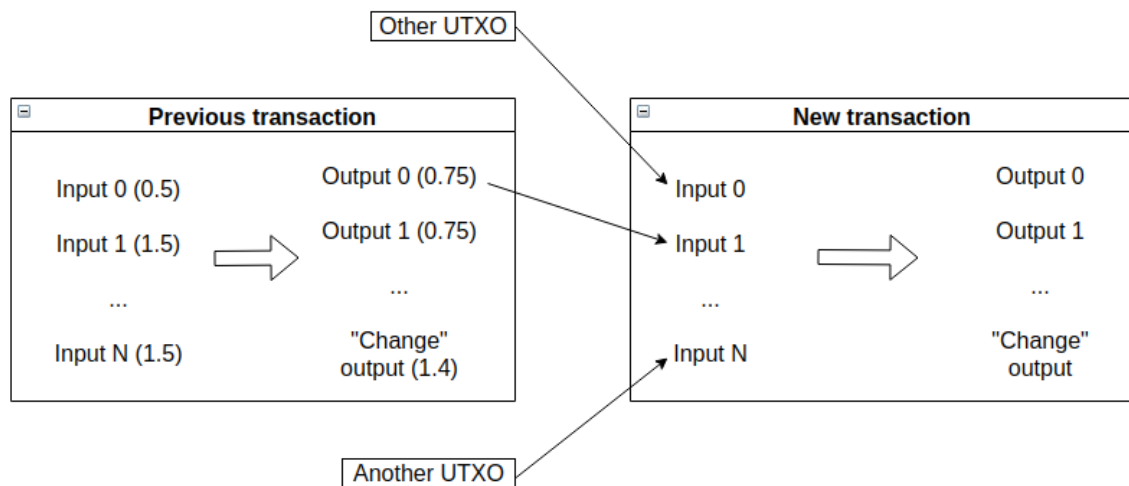 Other UTXO
Previous transaction
Input 0 (0.5)
Input 1 (1.5)
...
Input N (1.5)
Output 0 (0.75)
Output 1 (0.75)
...
"Change"
output (1.4)
New transaction
Input 0
Input 1
...
Input N
Output 0
Output 1
...
"Change"
output
Another UTXO